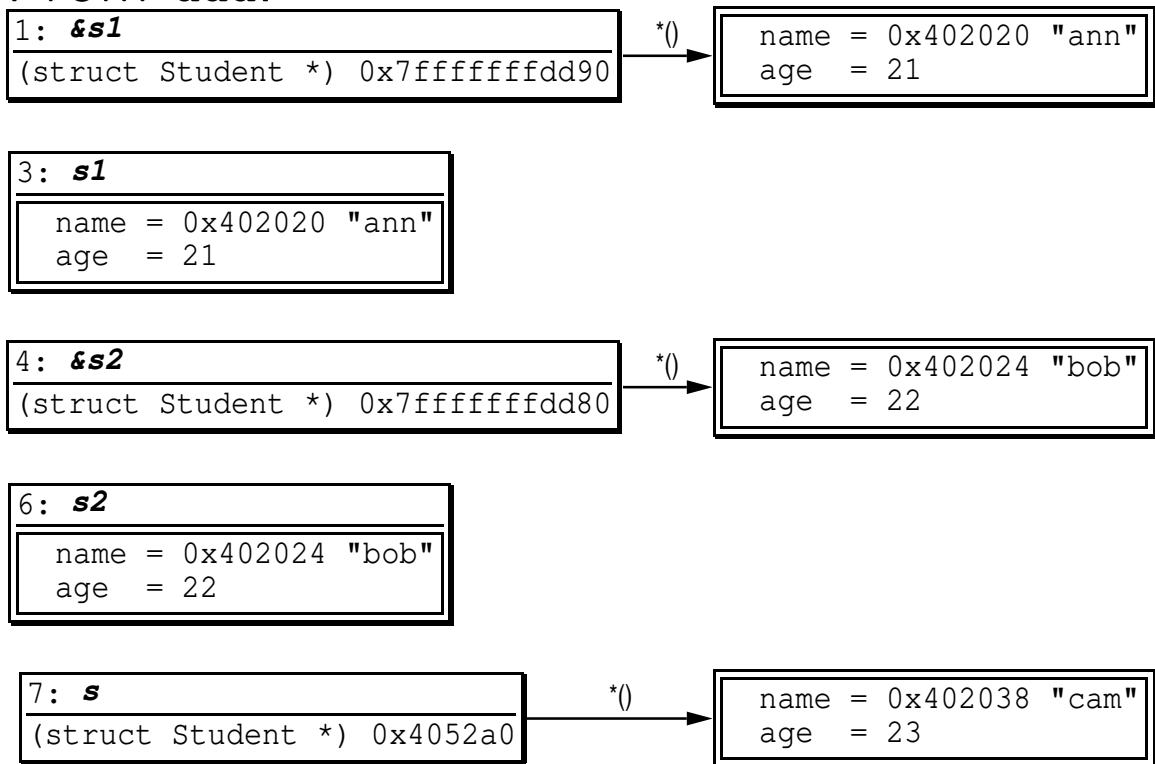 1: &s1
(struct Student *) 0x7fffffffdd90
*()
name = 0x402020 "ann"
age = 21
3: s1
name = 0x402020 "ann"
age = 21
4: &s2
(struct Student *) 0x7fffffffdd80
*()
name = 0x402024 "bob"
age = 22
6: s2
name = 0x402024 "bob"
age = 22
7: s
(struct Student *) 0x4052a0
*()
name = 0x402038 "cam"
age = 23